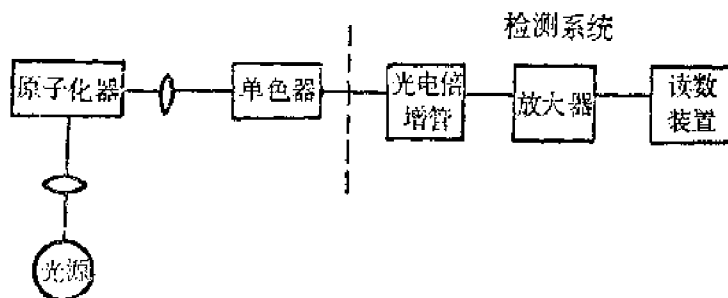 检测系统
原子化器
单色器
光电倍
增管
放大器
读数
装置
光源